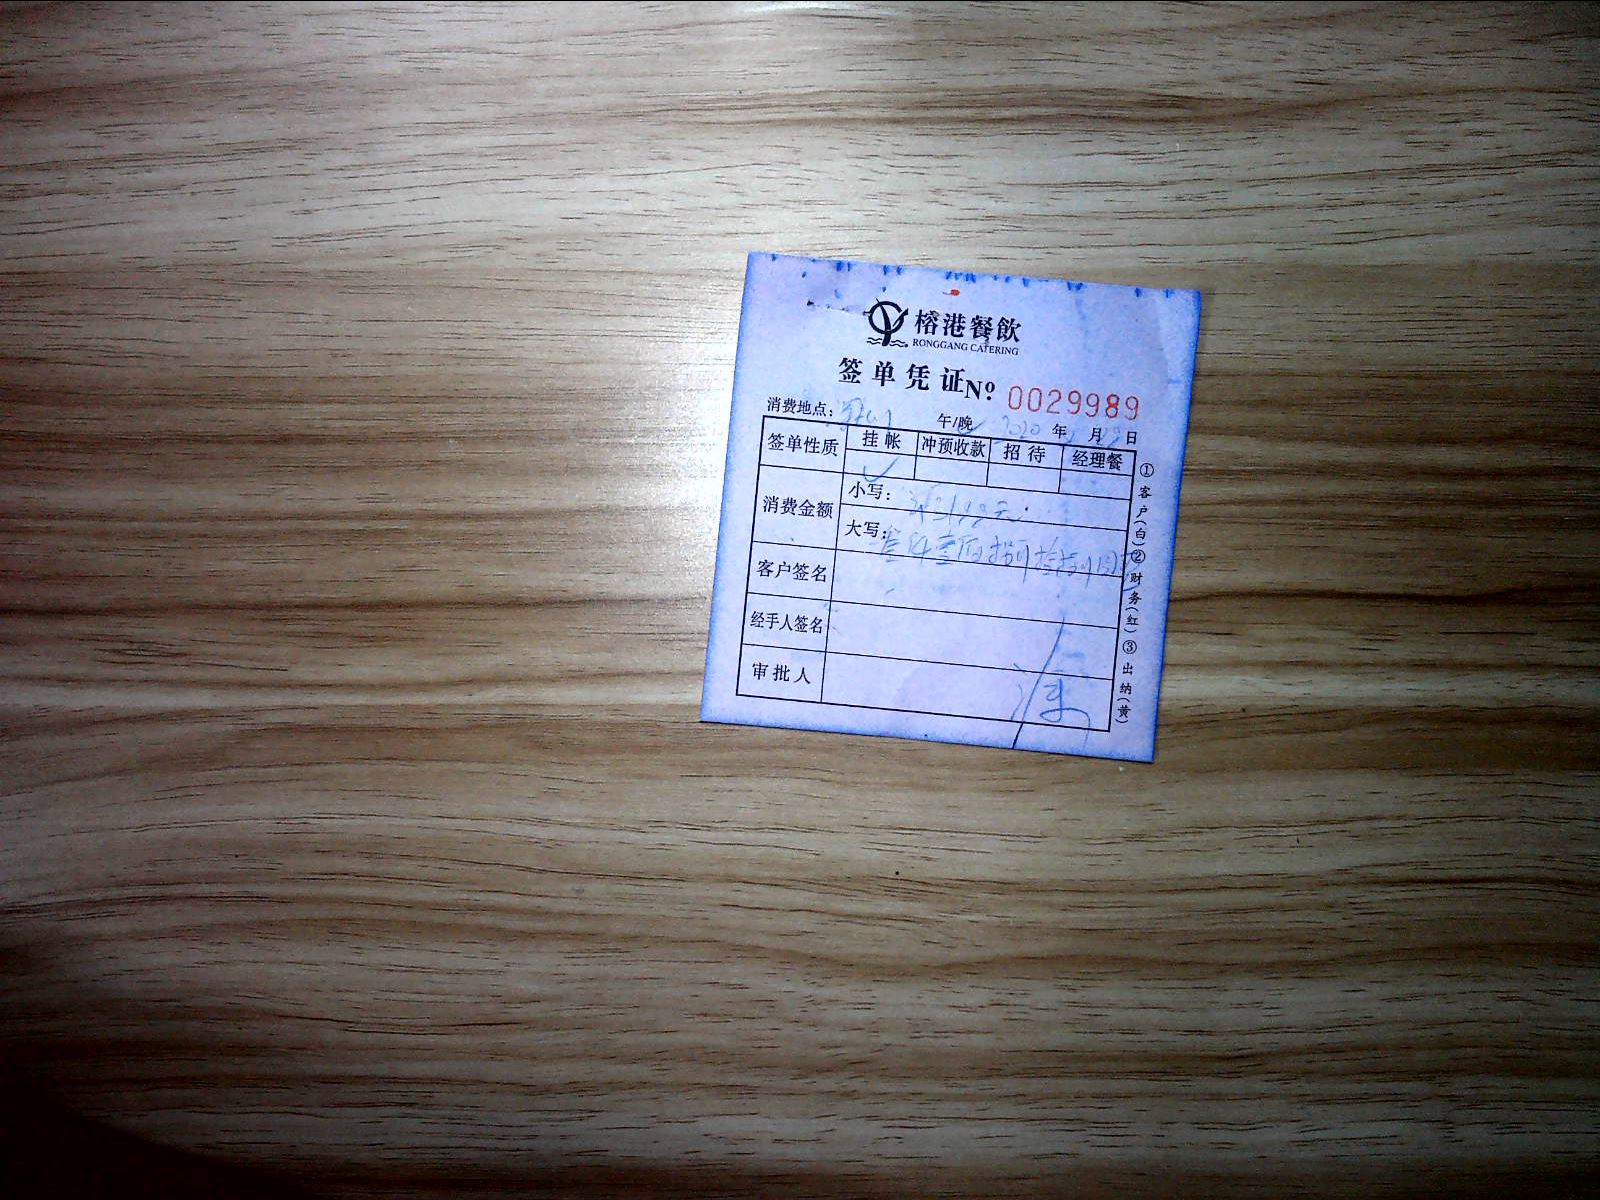 榕港餐飲
RONGGANG CATERING
签单凭证 Nº: 0029989
消费地点: 午/晚 2020 年 月 日
签单性质 挂帐 冲预收款 招待 经理餐
✓
消费金额 小写:
大写:
客户签名
经手人签名
审批人
①客户(白)②财务(红)③出纳(黄)